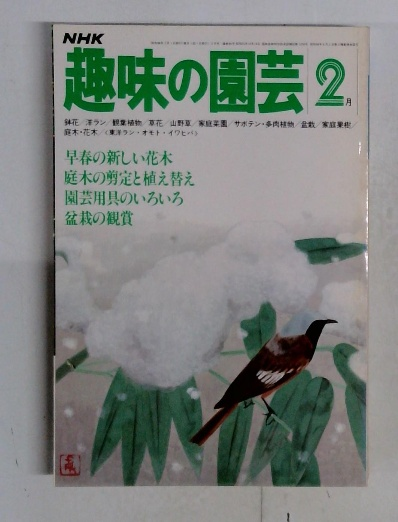 NHK
趣味の園芸 2月
鉢花／洋ラン／観葉植物／草花／山野草／家庭菜園／サボテン・多肉植物／盆栽／家庭果樹／
庭木・花木／〈東洋ラン・オモト・イワヒバ〉
早春の新しい花木
庭木の剪定と植え替え
園芸用具のいろいろ
盆栽の観賞